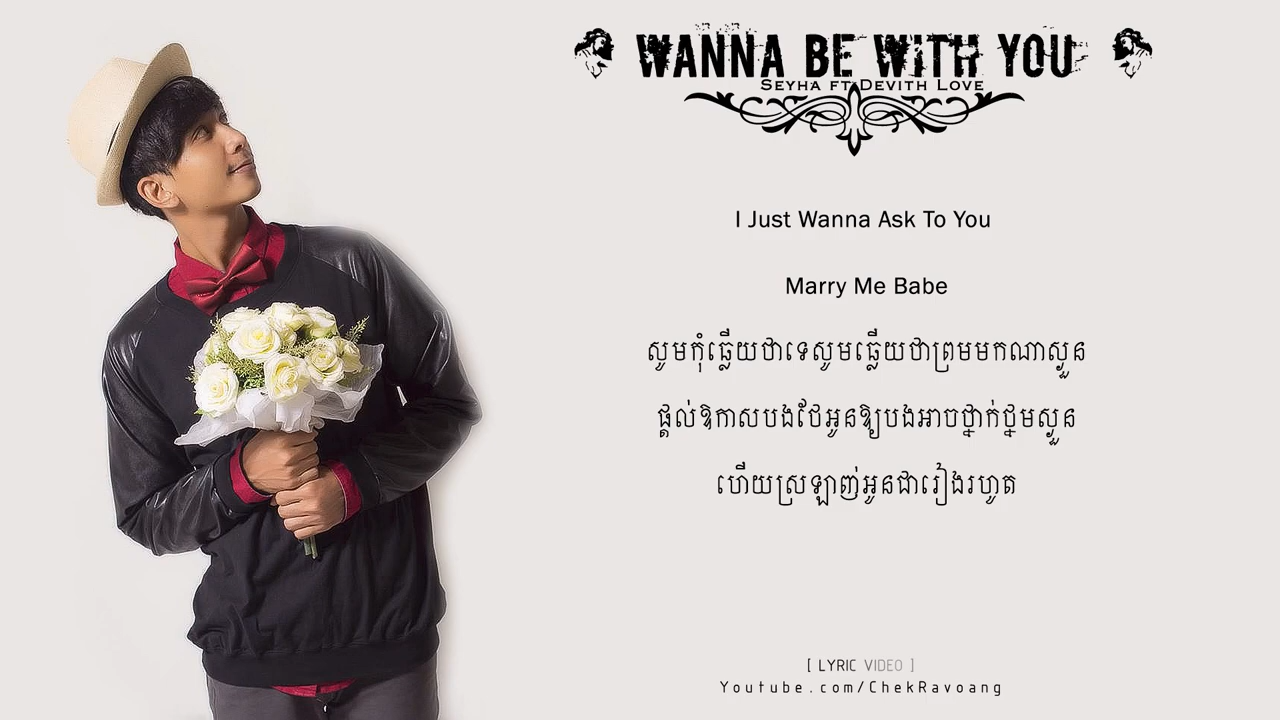 WANNA BE WITH YOU
SEYHA FT DEVITH LOVE
I Just Wanna Ask To You
Marry Me Babe
សូមកុំឆ្លើយថាទេសូមឆ្លើយថាព្រមមកណាស្ងួន
ផ្តល់ឱកាសបងថែអូនឱ្យបងអាចថ្នាក់ថ្នមស្ងួន
ហើយស្រឡាញ់អូនជារៀងរហូត
[ LYRIC VIDEO ]
Youtube.com/ChekRavoang